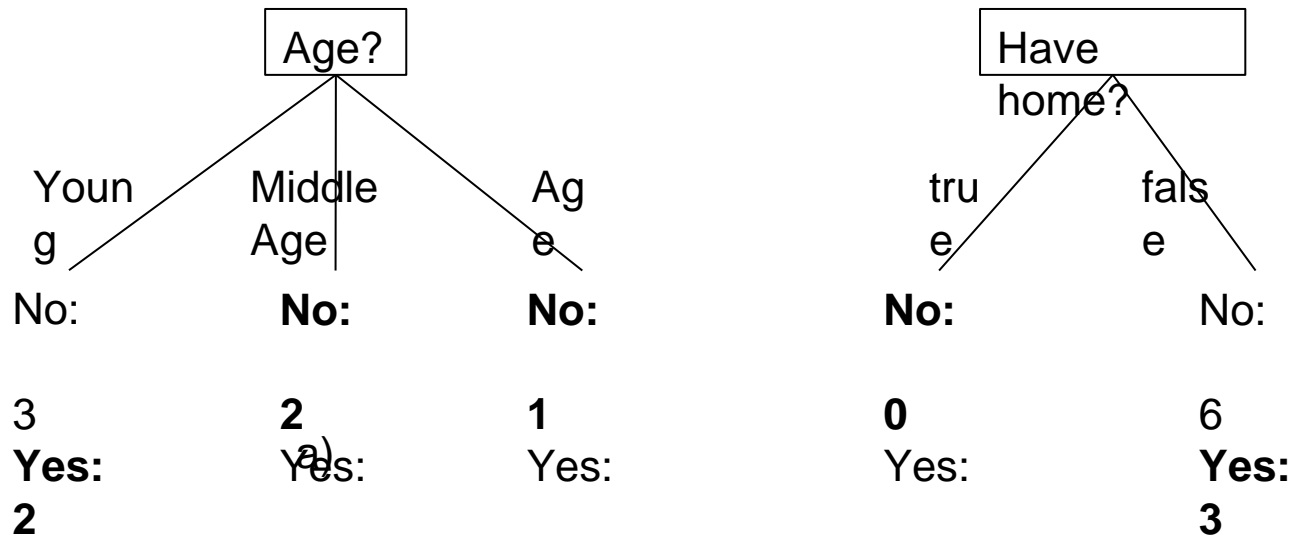 Age?
Have
home?
Youn
g
Middle
Age
Ag
e
tru
e
fals
e
No:
3
Yes:
2
No:
2
Yes:
a)
No:
1
Yes:
No:
0
Yes:
No:
6
Yes:
3